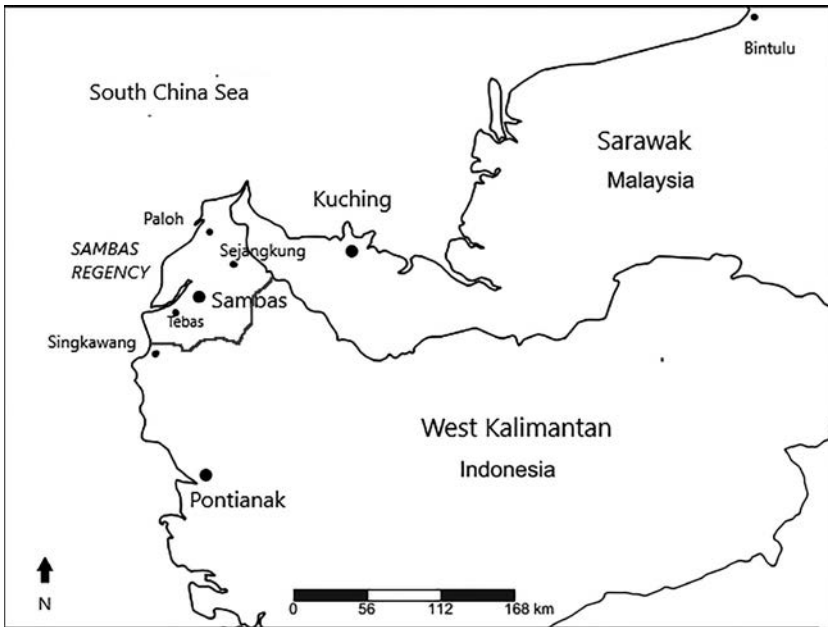 Bintulu
South China Sea
Sarawak
Malaysia
Kuching
Paloh
SAMBAS
REGENCY
Sejangkung
Sambas
Tebas
Singkawang
West Kalimantan
Indonesia
Pontianak
N
0 56 112 168 km